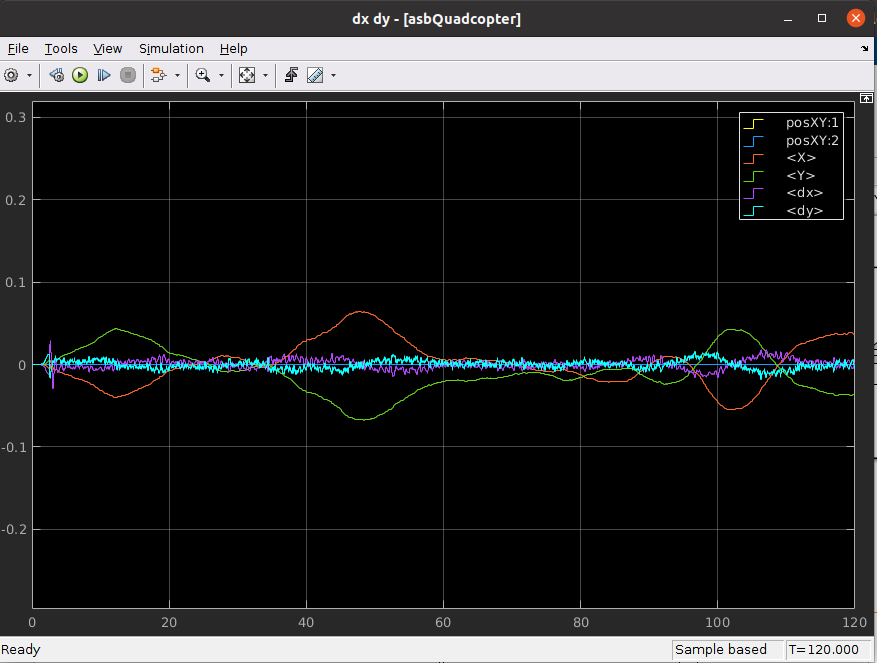 dx dy - [asbQuadcopter]
File Tools View Simulation Help
0.3
0.2
0.1
0
-0.1
-0.2
posXY:1
posXY:2
<X>
<Y>
<dx>
<dy>
0 20 40 60 80 100 120
Ready Sample based T=120.000